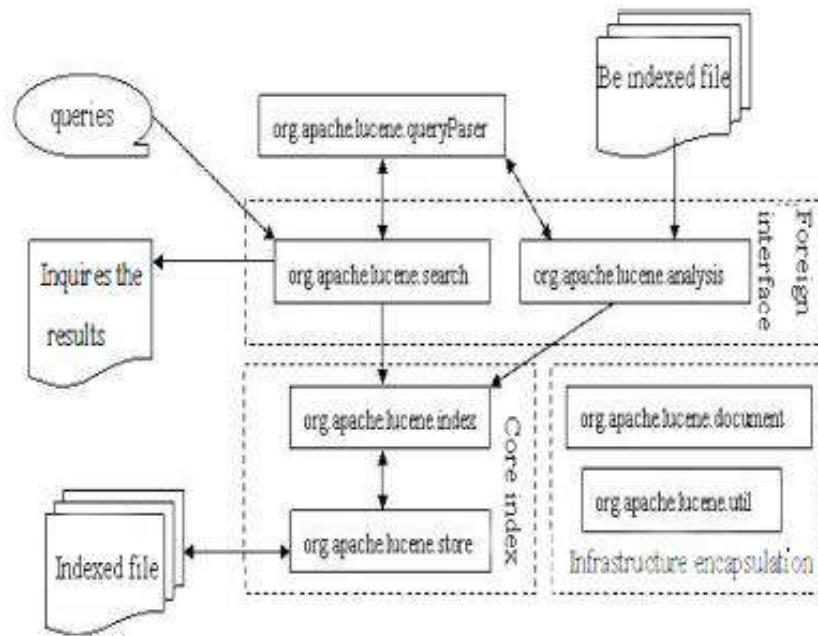 Be indexed file
queries
org.apache.lucene.queryPaser
Foreign
interface
Inquires the
results
org.apache.lucene.search
org.apache.lucene.analysis
Core index
org.apache.lucene.index
org.apache.lucene.document
org.apache.lucene.util
Indexed file
org.apache.lucene.store
Infrastructure encapsulation